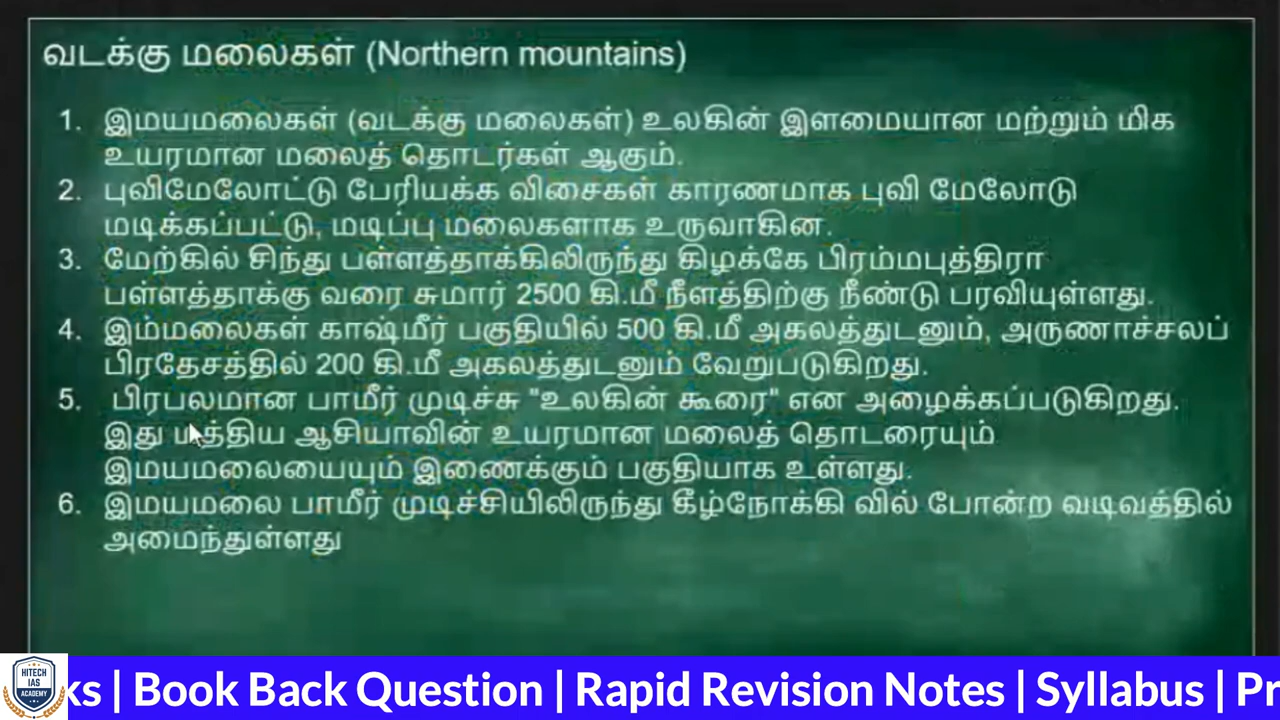 வடக்கு மலைகள் (Northern mountains)
1. இமயமலைகள் (வடக்கு மலைகள்) உலகின் இளமையான மற்றும் மிக
உயரமான மலைத் தொடர்கள் ஆகும்.
2. புவிமேலோட்டு பேரியக்க விசைகள் காரணமாக புவி மேலோடு
மடிக்கப்பட்டு, மடிப்பு மலைகளாக உருவாகின.
3. மேற்கில் சிந்து பள்ளத்தாக்கிலிருந்து கிழக்கே பிரம்மபுத்திரா
பள்ளத்தாக்கு வரை சுமார் 2500 கி.மீ நீளத்திற்கு நீண்டு பரவியுள்ளது.
4. இம்மலைகள் காஷ்மீர் பகுதியில் 500 கி.மீ அகலத்துடனும், அருணாச்சலப்
பிரதேசத்தில் 200 கி.மீ அகலத்துடனும் வேறுபடுகிறது.
5. பிரபலமான பாமீர் முடிச்சு "உலகின் கூரை" என அழைக்கப்படுகிறது.
இது மத்திய ஆசியாவின் உயரமான மலைத் தொடரையும்
இமயமலையையும் இணைக்கும் பகுதியாக உள்ளது.
6. இமயமலை பாமீர் முடிச்சியிலிருந்து கீழ்நோக்கி வில் போன்ற வடிவத்தில்
அமைந்துள்ளது
HITECH
IAS
ACADEMY
ks | Book Back Question | Rapid Revision Notes | Syllabus | Pr